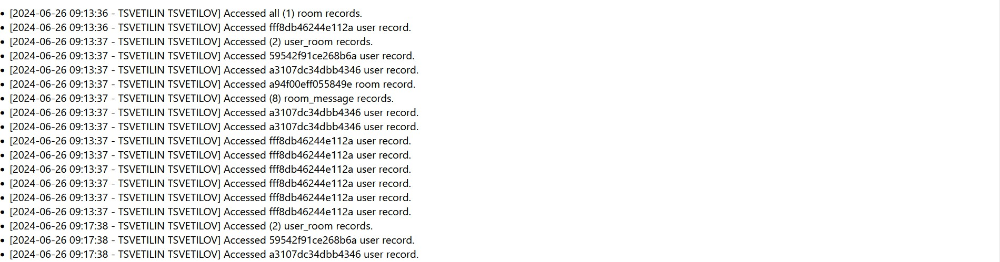 [2024-06-26 09:13:36 - TSVETILIN TSVETILOV] Accessed all (1) room records.
[2024-06-26 09:13:36 - TSVETILIN TSVETILOV] Accessed fff8db46244e112a user record.
[2024-06-26 09:13:37 - TSVETILIN TSVETILOV] Accessed (2) user_room records.
[2024-06-26 09:13:37 - TSVETILIN TSVETILOV] Accessed 59542f91ce268b6a user record.
[2024-06-26 09:13:37 - TSVETILIN TSVETILOV] Accessed a3107dc34dbb4346 user record.
[2024-06-26 09:13:37 - TSVETILIN TSVETILOV] Accessed a94f00eff055849e room record.
[2024-06-26 09:13:37 - TSVETILIN TSVETILOV] Accessed (8) room_message records.
[2024-06-26 09:13:37 - TSVETILIN TSVETILOV] Accessed a3107dc34dbb4346 user record.
[2024-06-26 09:13:37 - TSVETILIN TSVETILOV] Accessed a3107dc34dbb4346 user record.
[2024-06-26 09:13:37 - TSVETILIN TSVETILOV] Accessed fff8db46244e112a user record.
[2024-06-26 09:13:37 - TSVETILIN TSVETILOV] Accessed fff8db46244e112a user record.
[2024-06-26 09:13:37 - TSVETILIN TSVETILOV] Accessed fff8db46244e112a user record.
[2024-06-26 09:13:37 - TSVETILIN TSVETILOV] Accessed fff8db46244e112a user record.
[2024-06-26 09:13:37 - TSVETILIN TSVETILOV] Accessed fff8db46244e112a user record.
[2024-06-26 09:13:37 - TSVETILIN TSVETILOV] Accessed fff8db46244e112a user record.
[2024-06-26 09:17:38 - TSVETILIN TSVETILOV] Accessed (2) user_room records.
[2024-06-26 09:17:38 - TSVETILIN TSVETILOV] Accessed 59542f91ce268b6a user record.
[2024-06-26 09:17:38 - TSVETILIN TSVETILOV] Accessed a3107dc34dbb4346 user record.